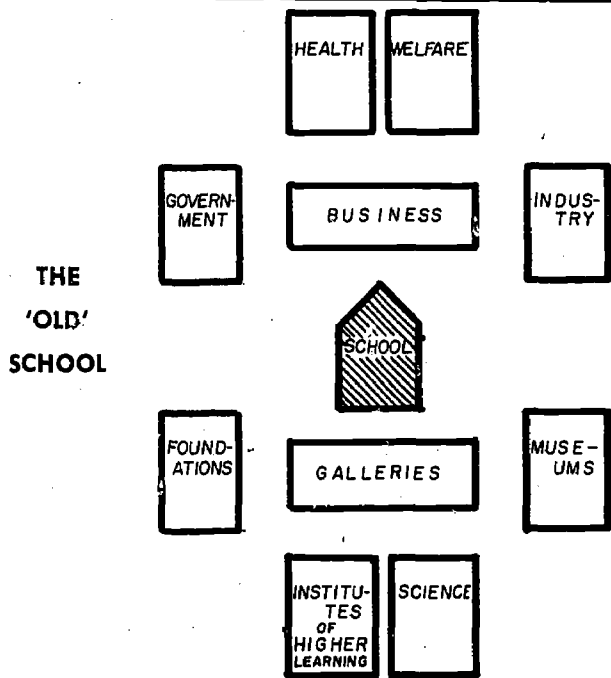 HEALTH
WELFARE
GOVERN-
MENT
BUSINESS
INDUS-
TRY
THE
'OLD'
SCHOOL
SCHOOL
FOUND-
ATIONS
GALLERIES
MUSE-
UMS
INSTITU-
TES
OF
HIGHER
LEARNING
SCIENCE